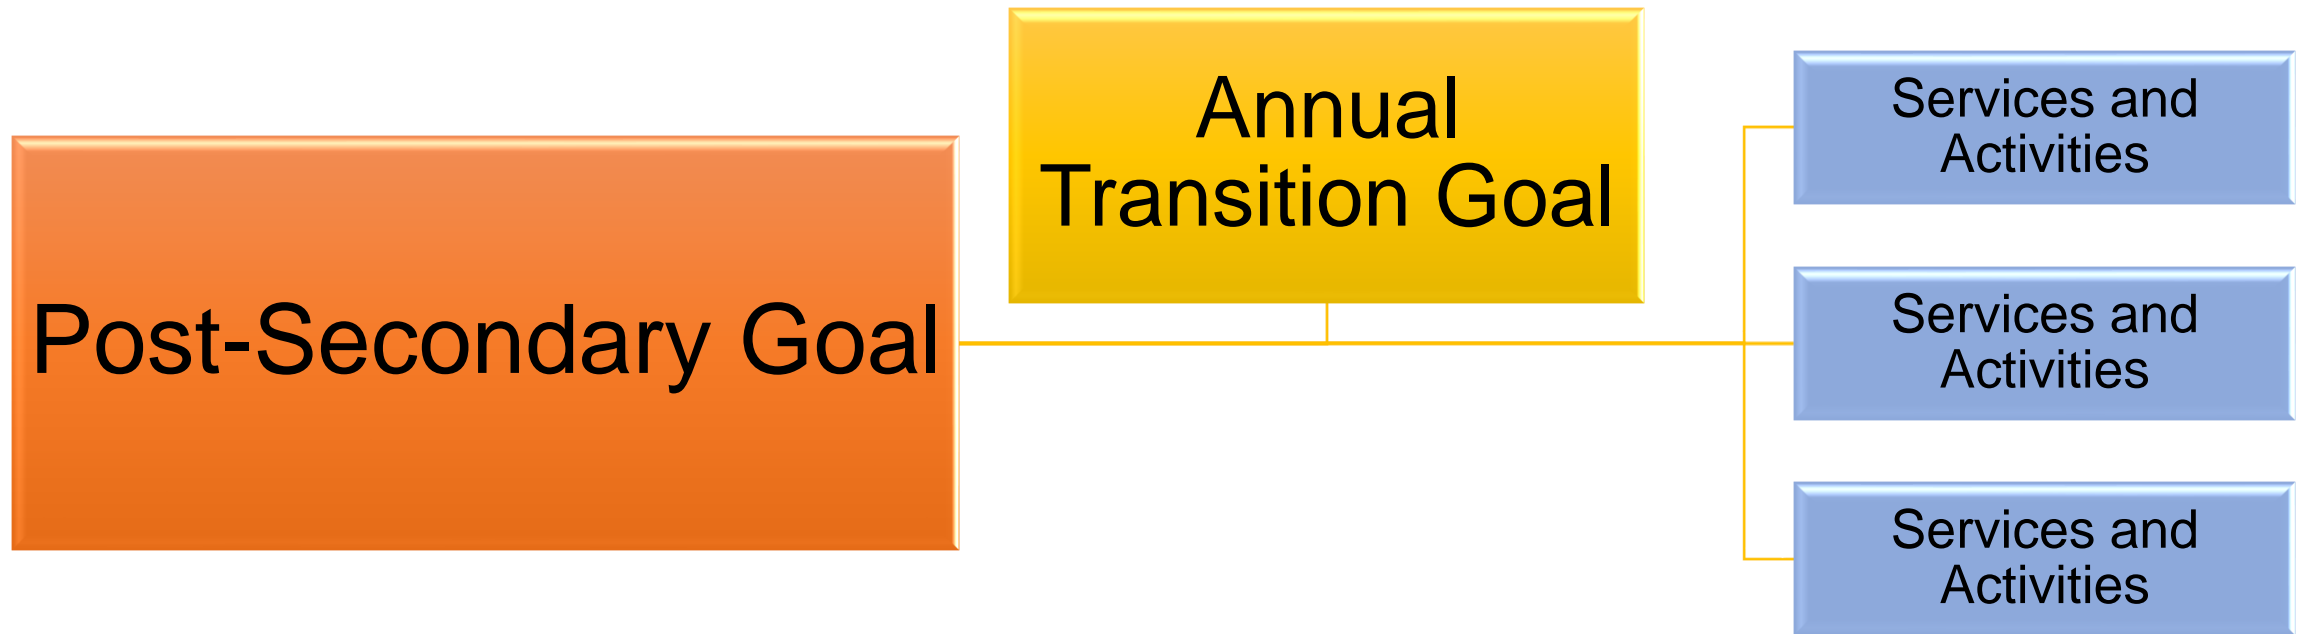 Post-Secondary Goal
Annual
Transition Goal
Services and
Activities
Services and
Activities
Services and
Activities